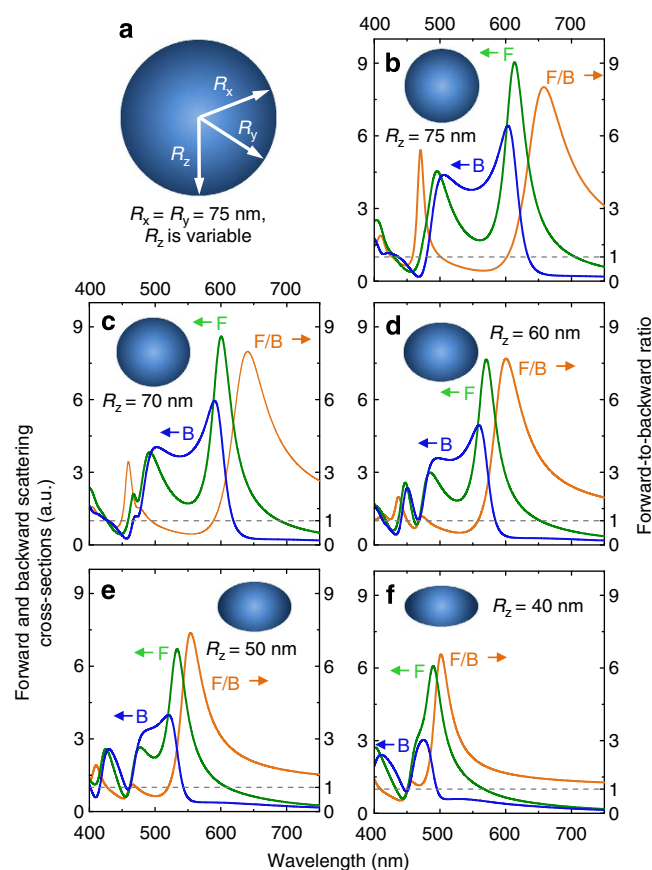 a
Rx
Ry
Rz
Rx = Ry = 75 nm,
Rz is variable
400 500 600 700
b
F
F/B
Rz = 75 nm
B
9
6
3
0
9
8
7
6
5
4
3
2
1
0
400 500 600 700
c
F
F/B
Rz = 70 nm
B
9
6
3
0
9
6
3
1
0
d
Rz = 60 nm
F/B
F
B
9
6
3
0
9
6
3
1
0
e
F
Rz = 50 nm
F/B
B
9
6
3
0
9
6
3
1
0
400 500 600 700
f
Rz = 40 nm
F
F/B
B
9
6
3
0
9
6
3
1
0
400 500 600 700
Forward and backward scattering
cross-sections (a.u.)
Forward-to-backward ratio
Wavelength (nm)